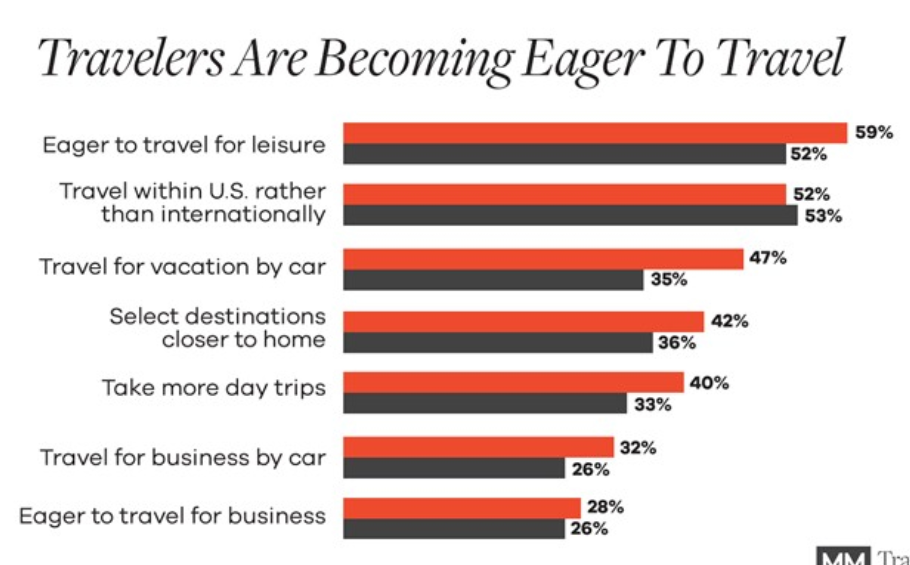 Travelers Are Becoming Eager To Travel
Eager to travel for leisure
59%
52%
Travel within U.S. rather
than internationally
52%
53%
Travel for vacation by car
47%
35%
Select destinations
closer to home
42%
36%
Take more day trips
40%
33%
Travel for business by car
32%
26%
Eager to travel for business
28%
26%
MM